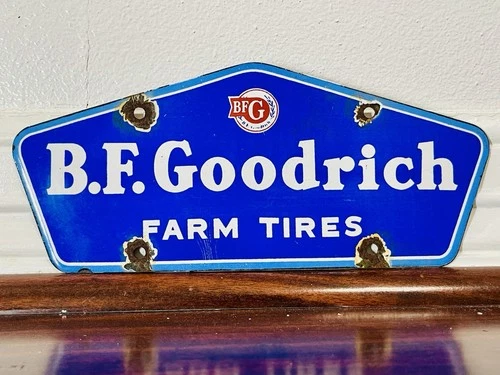 BFG
B.F. Goodrich
FARM TIRES